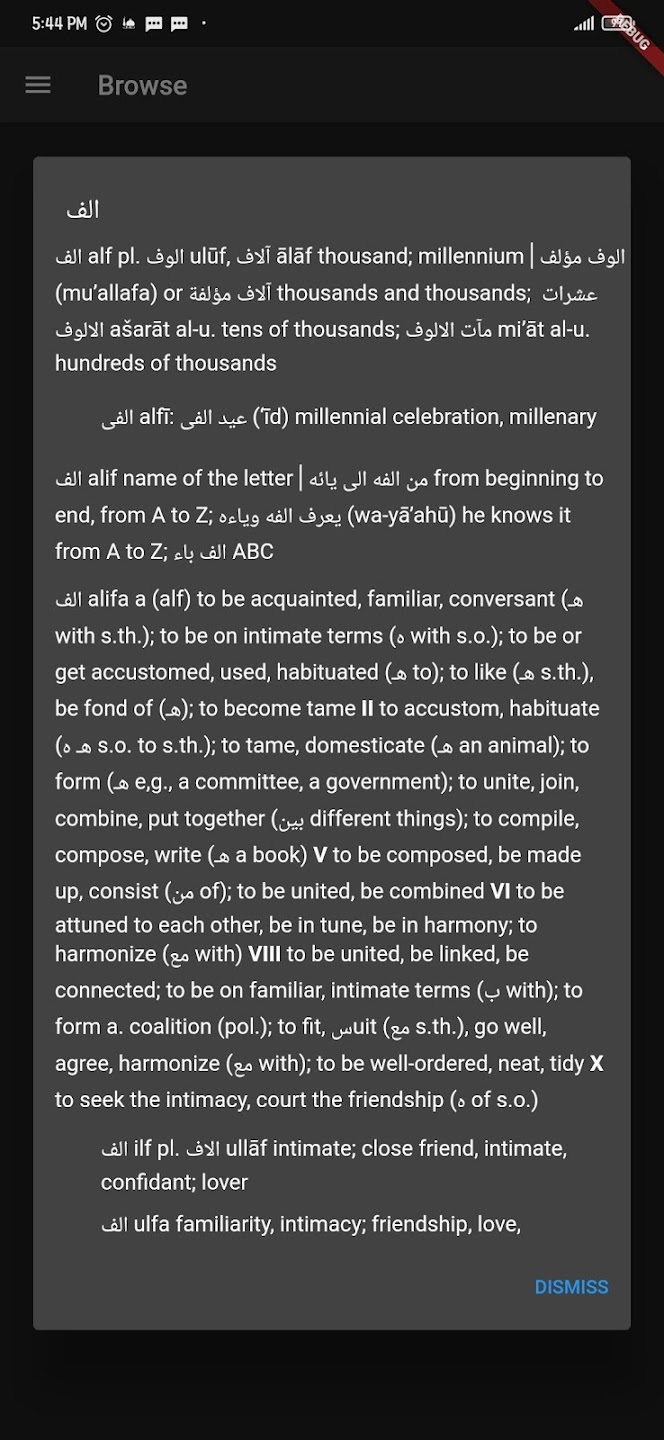 5:44 PM
DEBUG
Browse
الف
الف alf pl. الوف ulūf, آلاف ālāf thousand; millennium | الوف مؤلف
(mu’allafa) or آلاف مؤلفة thousands and thousands; عشرات
الالوف ašarāt al-u. tens of thousands; مآت الالوف mi’āt al-u.
hundreds of thousands
الفى alfī: عيد الفى (‘īd) millennial celebration, millenary
الف alif name of the letter | من الفه الى يائه from beginning to
end, from A to Z; يعرف الفه وياءه (wa-yā’ahū) he knows it
from A to Z; الف باء ABC
الف alifa a (alf) to be acquainted, familiar, conversant (هـ
with s.th.); to be on intimate terms (ه with s.o.); to be or
get accustomed, used, habituated (هـ to); to like (هـ s.th.),
be fond of (هـ); to become tame II to accustom, habituate
(ه هـ s.o. to s.th.); to tame, domesticate (هـ an animal); to
form (هـ e,g., a committee, a government); to unite, join,
combine, put together (بين different things); to compile,
compose, write (هـ a book) V to be composed, be made
up, consist (من of); to be united, be combined VI to be
attuned to each other, be in tune, be in harmony; to
harmonize (مع with) VIII to be united, be linked, be
connected; to be on familiar, intimate terms (ب with); to
form a. coalition (pol.); to fit, سuit (مع s.th.), go well,
agree, harmonize (مع with); to be well-ordered, neat, tidy X
to seek the intimacy, court the friendship (ه of s.o.)
الف ilf pl. الاف ullāf intimate; close friend, intimate,
confidant; lover
الف ulfa familiarity, intimacy; friendship, love,
DISMISS